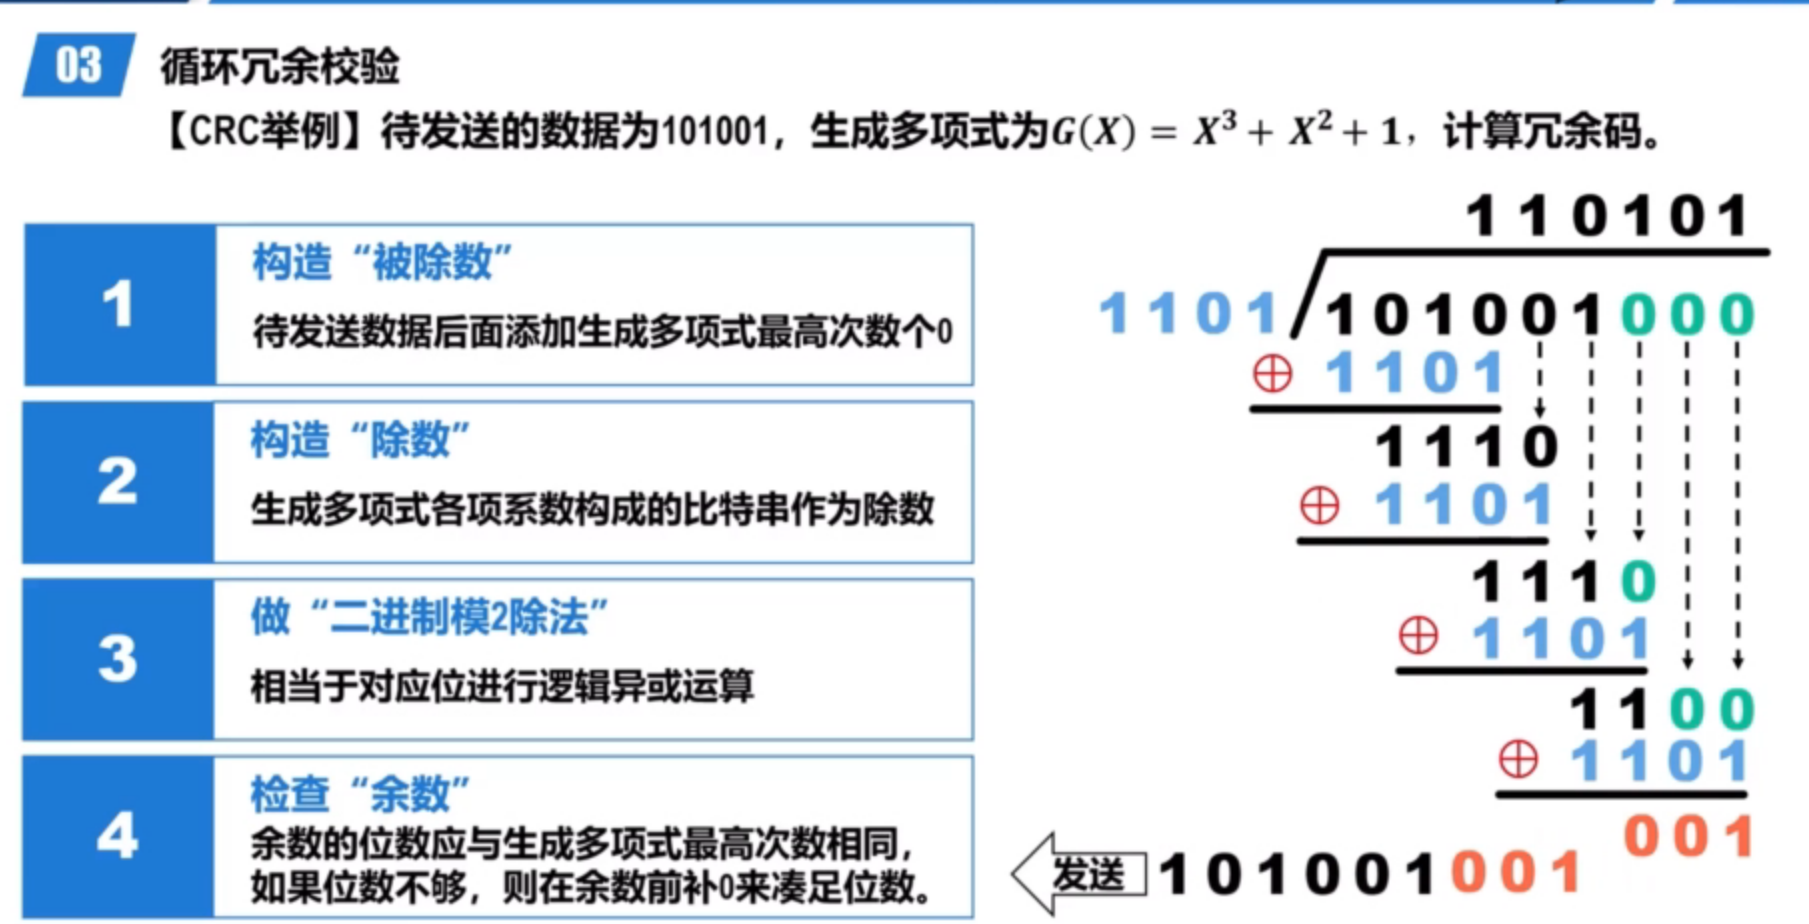 03 循环冗余校验
【CRC举例】待发送的数据为101001，生成多项式为G(X) = X³ + X² + 1，计算冗余码。
1
构造“被除数”
待发送数据后面添加生成多项式最高次数个0
2
构造“除数”
生成多项式各项系数构成的比特串作为除数
3
做“二进制模2除法”
相当于对应位进行逻辑异或运算
4
检查“余数”
余数的位数应与生成多项式最高次数相同，
如果位数不够，则在余数前补0来凑足位数。
110101
1101 101001000
⊕ 1101
1110
⊕ 1101
1110
⊕ 1101
1100
⊕ 1101
001
发送 101001001